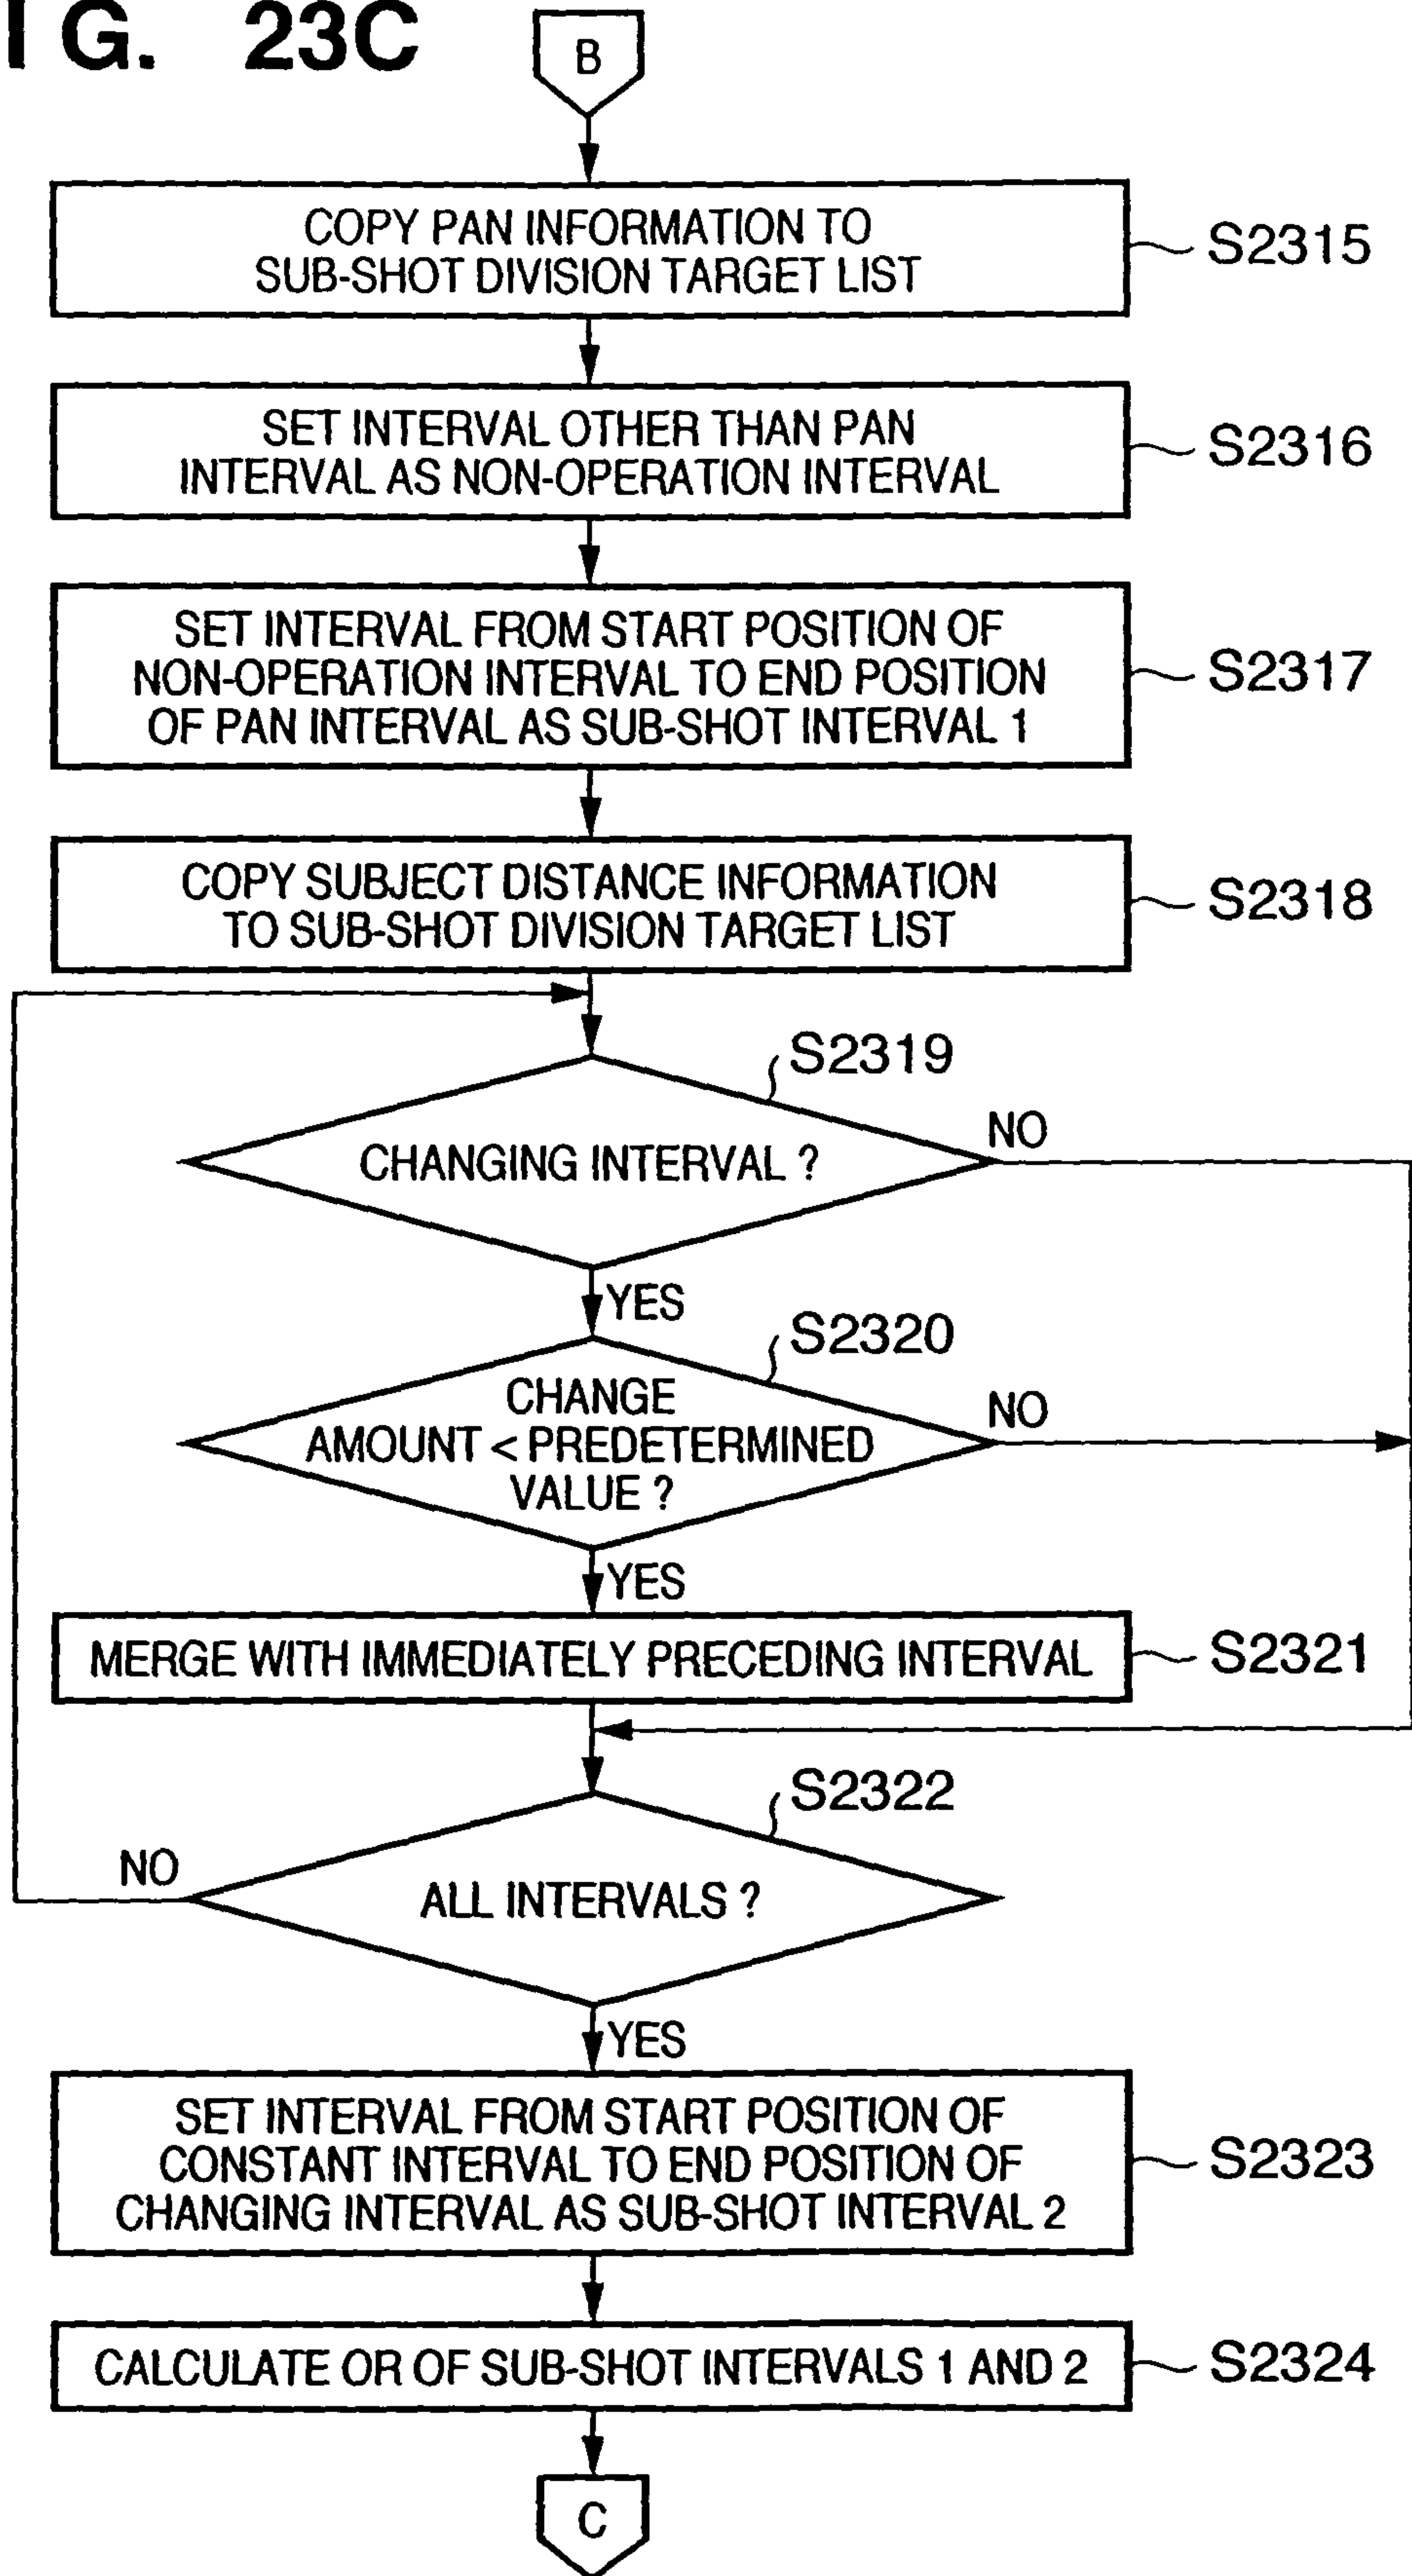 IG. 23C
B
COPY PAN INFORMATION TO
SUB-SHOT DIVISION TARGET LIST
S2315
SET INTERVAL OTHER THAN PAN
INTERVAL AS NON-OPERATION INTERVAL
S2316
SET INTERVAL FROM START POSITION OF
NON-OPERATION INTERVAL TO END POSITION
OF PAN INTERVAL AS SUB-SHOT INTERVAL 1
S2317
COPY SUBJECT DISTANCE INFORMATION
TO SUB-SHOT DIVISION TARGET LIST
S2318
S2319
CHANGING INTERVAL ?
NO
YES
S2320
CHANGE
AMOUNT < PREDETERMINED
VALUE ?
NO
YES
MERGE WITH IMMEDIATELY PRECEDING INTERVAL
S2321
S2322
ALL INTERVALS ?
NO
YES
SET INTERVAL FROM START POSITION OF
CONSTANT INTERVAL TO END POSITION OF
CHANGING INTERVAL AS SUB-SHOT INTERVAL 2
S2323
CALCULATE OR OF SUB-SHOT INTERVALS 1 AND 2
S2324
C